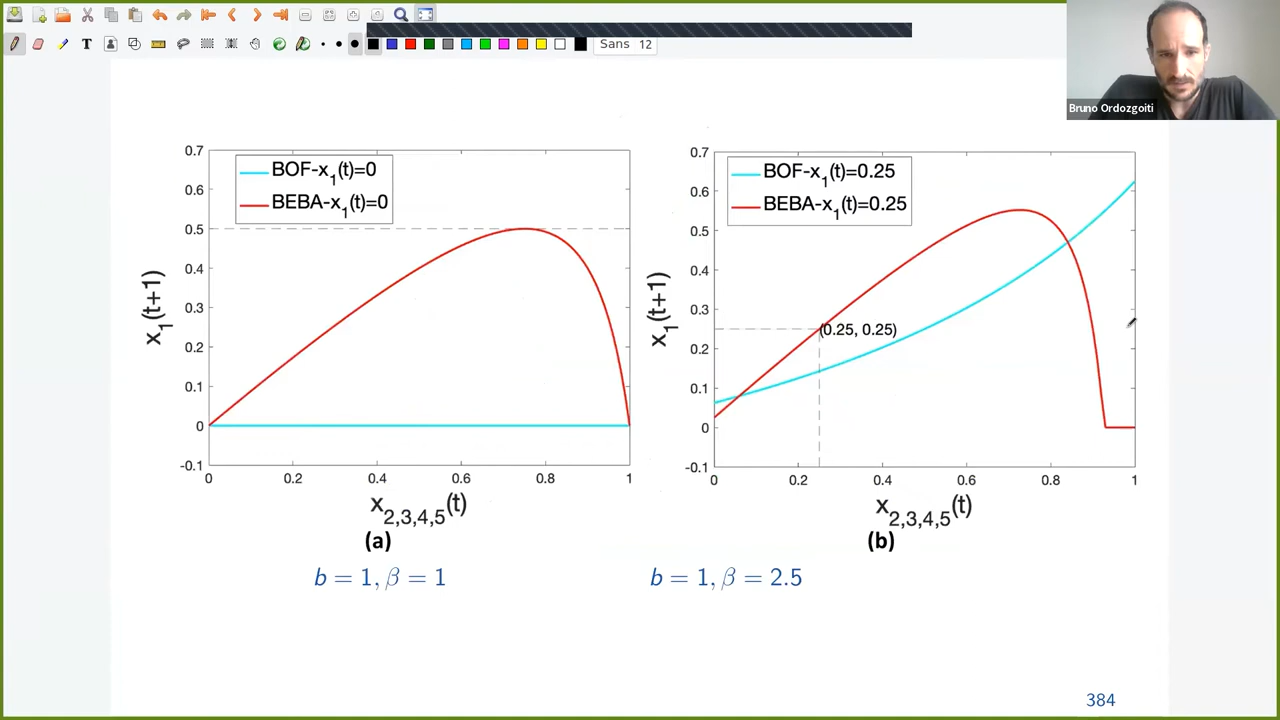 T
Sans 12
Bruno Ordozgoiti
0.7
0.6
0.5
0.4
0.3
0.2
0.1
0
-0.1
BOF-x1(t)=0
BEBA-x1(t)=0
x1(t+1)
0 0.2 0.4 0.6 0.8 1
x2,3,4,5(t)
(a)
b = 1, β = 1
0.7
0.6
0.5
0.4
0.3
0.2
0.1
0
-0.1
BOF-x1(t)=0.25
BEBA-x1(t)=0.25
(0.25, 0.25)
x1(t+1)
0 0.2 0.4 0.6 0.8 1
x2,3,4,5(t)
(b)
b = 1, β = 2.5
384